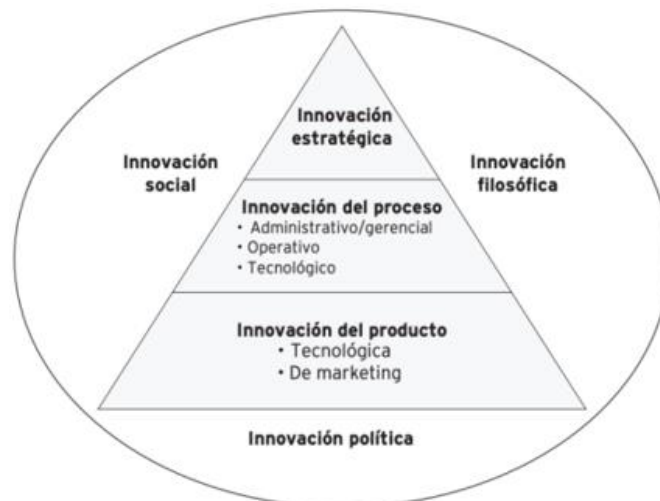 Innovación
estratégica
Innovación
social
Innovación
filosófica
Innovación del proceso
• Administrativo/gerencial
• Operativo
• Tecnológico
Innovación del producto
• Tecnológica
• De marketing
Innovación política